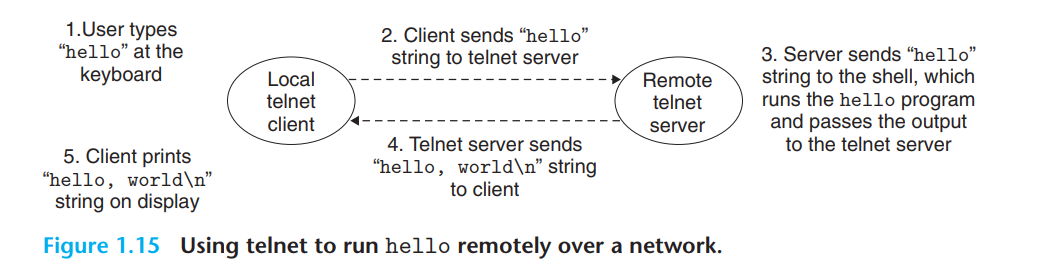 1.User types
“hello” at the
keyboard
Local
telnet
client
2. Client sends “hello”
string to telnet server
Remote
telnet
server
3. Server sends “hello”
string to the shell, which
runs the hello program
and passes the output
to the telnet server
4. Telnet server sends
“hello, world\n” string
to client
5. Client prints
“hello, world\n”
string on display
Figure 1.15 Using telnet to run hello remotely over a network.